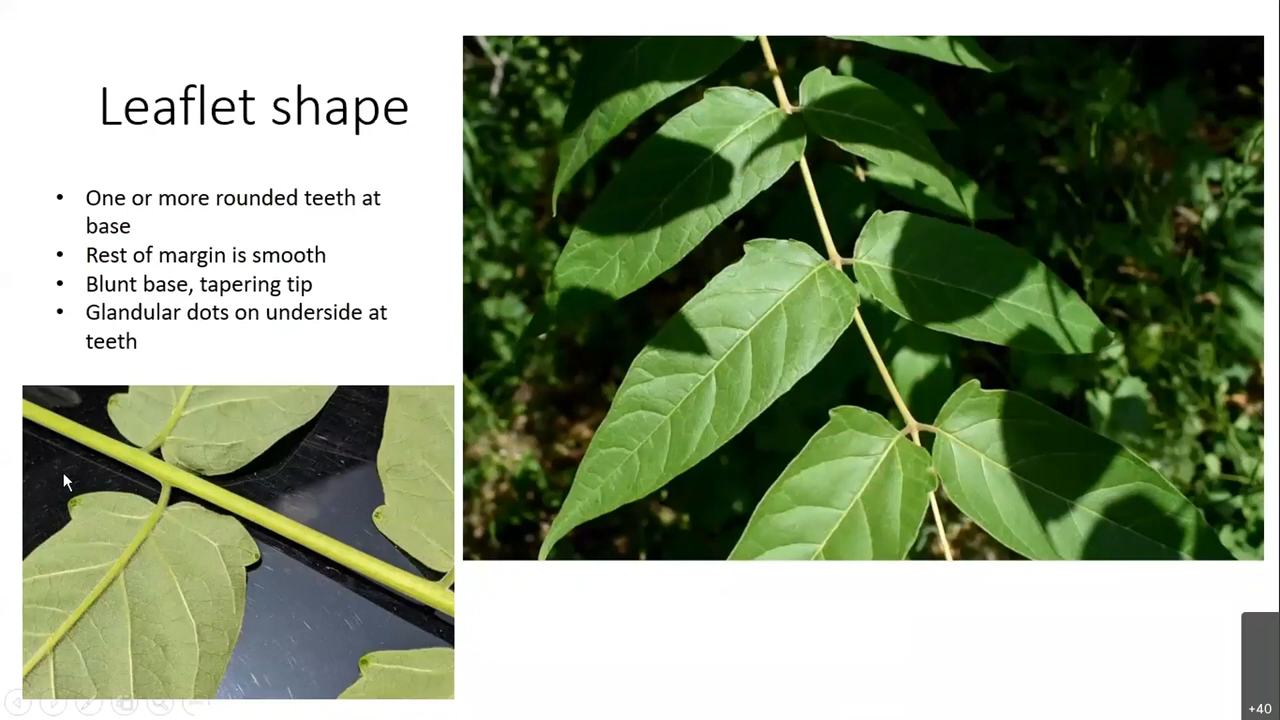 Leaflet shape
• One or more rounded teeth at
base
• Rest of margin is smooth
• Blunt base, tapering tip
• Glandular dots on underside at
teeth
+40